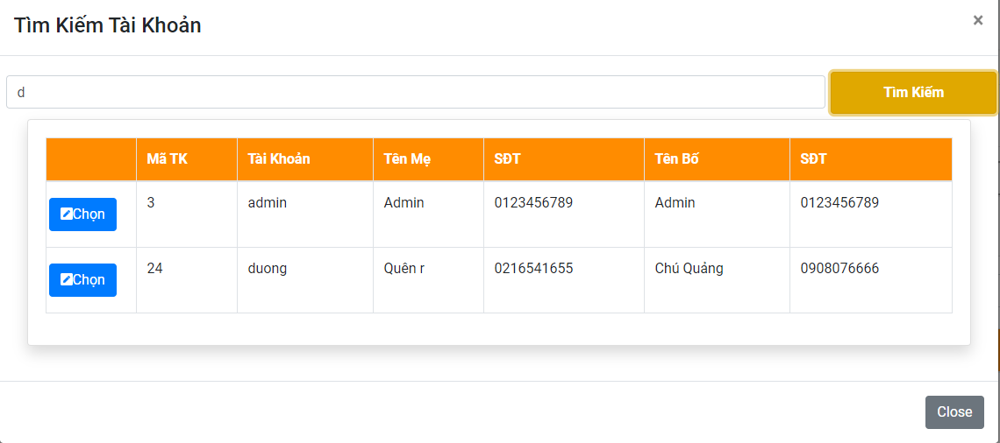 Tìm Kiếm Tài Khoản ×
d Tìm Kiếm
Mã TK Tài Khoản Tên Mẹ SĐT Tên Bố SĐT
Chọn 3 admin Admin 0123456789 Admin 0123456789
Chọn 24 duong Quên r 0216541655 Chú Quảng 0908076666
Close